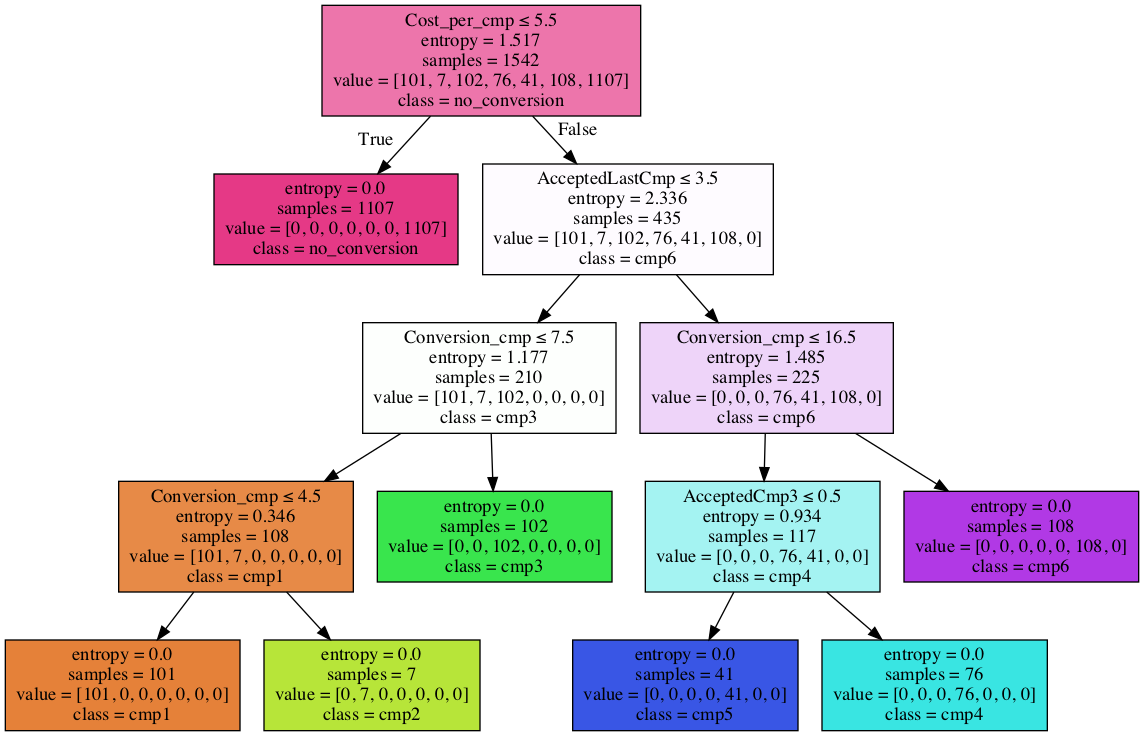 Cost_per_cmp ≤ 5.5
entropy = 1.517
samples = 1542
value = [101, 7, 102, 76, 41, 108, 1107]
class = no_conversion
True
False
entropy = 0.0
samples = 1107
value = [0, 0, 0, 0, 0, 0, 1107]
class = no_conversion
AcceptedLastCmp ≤ 3.5
entropy = 2.336
samples = 435
value = [101, 7, 102, 76, 41, 108, 0]
class = cmp6
Conversion_cmp ≤ 7.5
entropy = 1.177
samples = 210
value = [101, 7, 102, 0, 0, 0, 0]
class = cmp3
Conversion_cmp ≤ 16.5
entropy = 1.485
samples = 225
value = [0, 0, 0, 76, 41, 108, 0]
class = cmp6
Conversion_cmp ≤ 4.5
entropy = 0.346
samples = 108
value = [101, 7, 0, 0, 0, 0, 0]
class = cmp1
entropy = 0.0
samples = 102
value = [0, 0, 102, 0, 0, 0, 0]
class = cmp3
AcceptedCmp3 ≤ 0.5
entropy = 0.934
samples = 117
value = [0, 0, 0, 76, 41, 0, 0]
class = cmp4
entropy = 0.0
samples = 108
value = [0, 0, 0, 0, 0, 108, 0]
class = cmp6
entropy = 0.0
samples = 101
value = [101, 0, 0, 0, 0, 0, 0]
class = cmp1
entropy = 0.0
samples = 7
value = [0, 7, 0, 0, 0, 0, 0]
class = cmp2
entropy = 0.0
samples = 41
value = [0, 0, 0, 0, 41, 0, 0]
class = cmp5
entropy = 0.0
samples = 76
value = [0, 0, 0, 76, 0, 0, 0]
class = cmp4